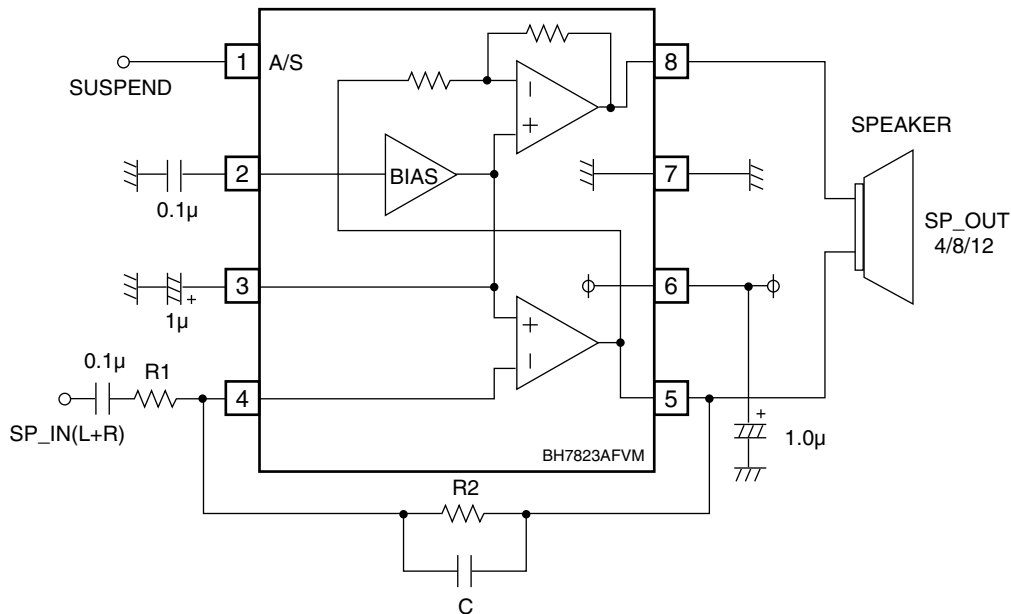 1
A/S
8
SUSPEND
SPEAKER
2
BIAS
7
0.1µ
SP_OUT
4/8/12
3
6
1µ
+
0.1µ
R1
4
5
+
1.0µ
SP_IN(L+R)
BH7823AFVM
R2
C